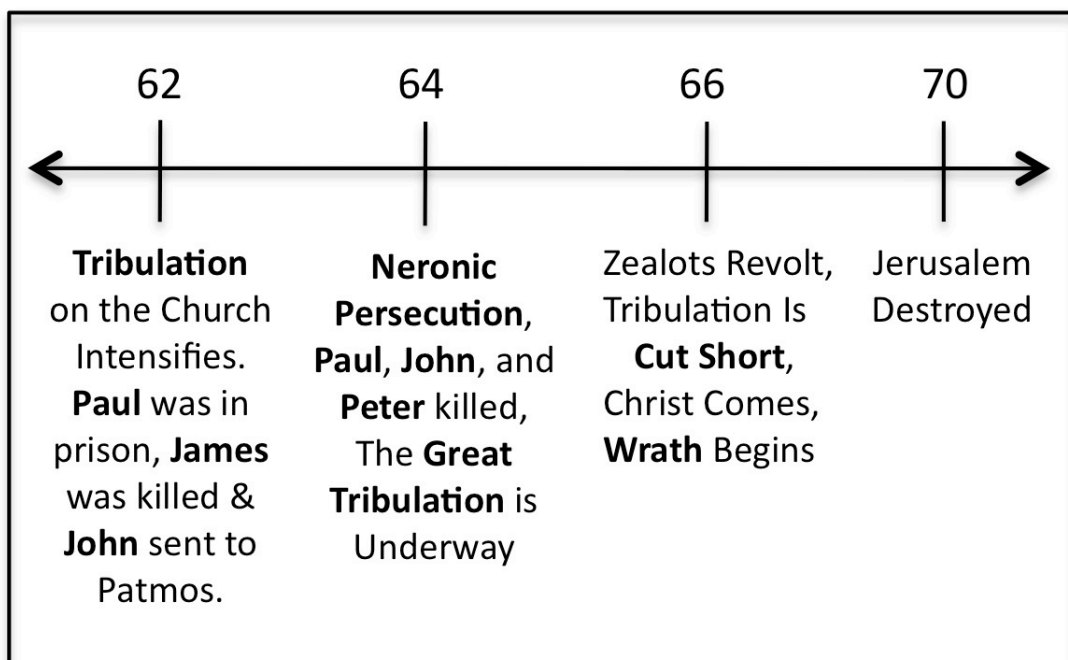 62
64
66
70
Tribulation
on the Church
Intensifies.
Paul was in
prison, James
was killed &
John sent to
Patmos.
Neronic
Persecution,
Paul, John, and
Peter killed,
The Great
Tribulation is
Underway
Zealots Revolt,
Tribulation Is
Cut Short,
Christ Comes,
Wrath Begins
Jerusalem
Destroyed